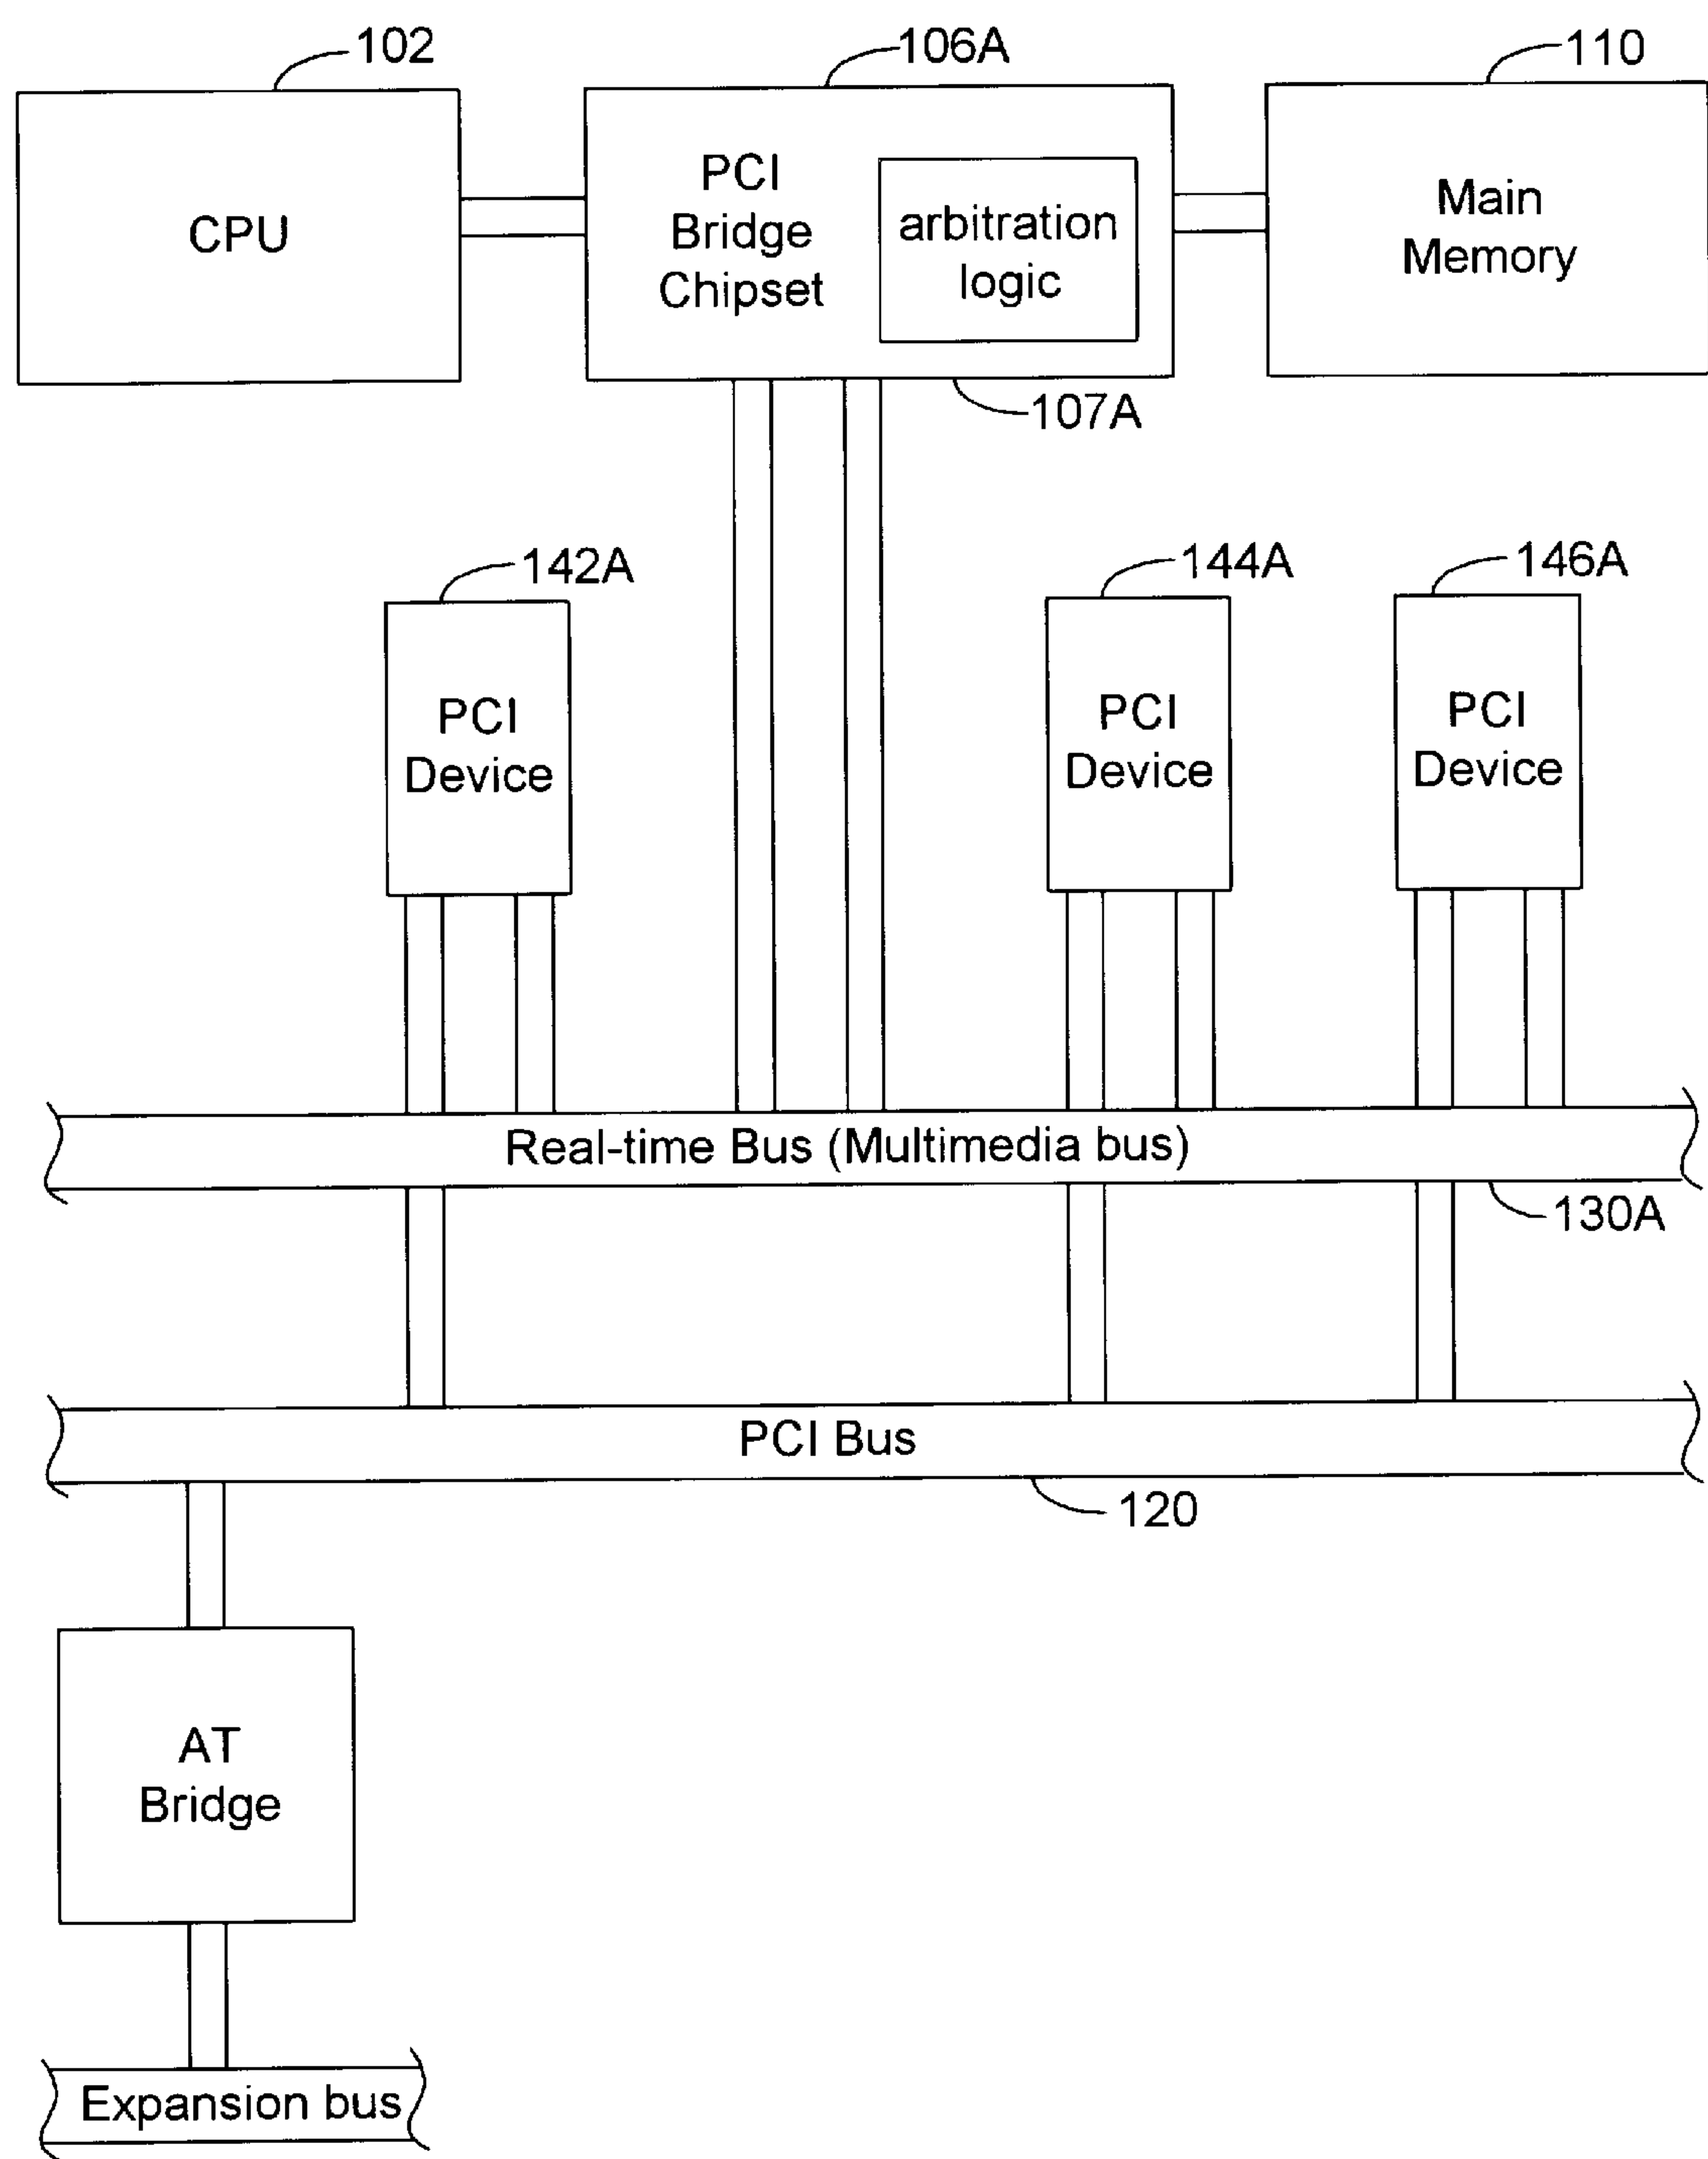 102
106A
110
CPU
PCI
Bridge
Chipset
arbitration
logic
Main
Memory
107A
142A
144A
146A
PCI
Device
PCI
Device
PCI
Device
Real-time Bus (Multimedia bus)
130A
PCI Bus
120
AT
Bridge
Expansion bus